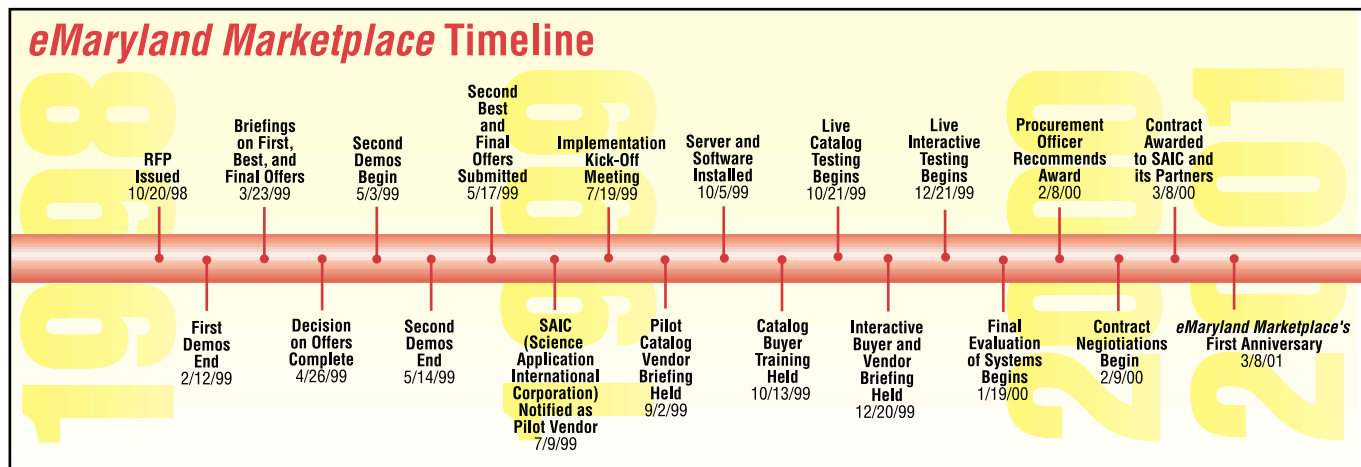 eMaryland Marketplace Timeline
1998
1999
2000
2001
RFP
Issued
10/20/98
First
Demos
End
2/12/99
Briefings
on First,
Best, and
Final Offers
3/23/99
Decision
on Offers
Complete
4/26/99
Second
Demos
Begin
5/3/99
Second
Demos
End
5/14/99
Second
Best
and
Final
Offers
Submitted
5/17/99
SAIC
(Science
Application
International
Corporation)
Notified as
Pilot Vendor
7/9/99
Implementation
Kick-Off
Meeting
7/19/99
Pilot
Catalog
Vendor
Briefing
Held
9/2/99
Server and
Software
Installed
10/5/99
Catalog
Buyer
Training
Held
10/13/99
Live
Catalog
Testing
Begins
10/21/99
Interactive
Buyer and
Vendor
Briefing
Held
12/20/99
Live
Interactive
Testing
Begins
12/21/99
Final
Evaluation
of Systems
Begins
1/19/00
Procurement
Officer
Recommends
Award
2/8/00
Contract
Negiotiations
Begin
2/9/00
Contract
Awarded
to SAIC and
its Partners
3/8/00
eMaryland Marketplace's
First Anniversary
3/8/01